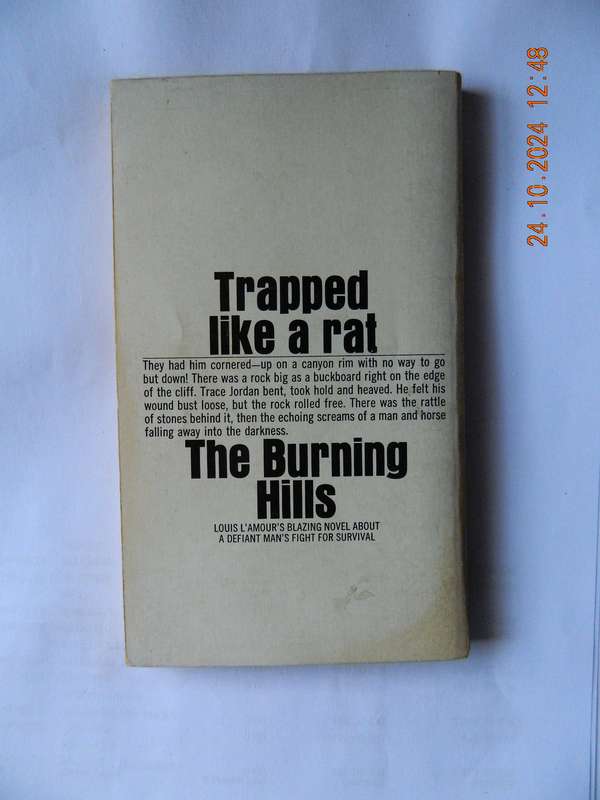 Trapped
like a rat
They had him cornered—up on a canyon rim with no way to go
but down! There was a rock big as a buckboard right on the edge
of the cliff. Trace Jordan bent, took hold and heaved. He felt his
wound bust loose, but the rock rolled free. There was the rattle
of stones behind it, then the echoing screams of a man and horse
falling away into the darkness.
The Burning
Hills
LOUIS L'AMOUR'S BLAZING NOVEL ABOUT
A DEFIANT MAN'S FIGHT FOR SURVIVAL
24.10.2024 12:48